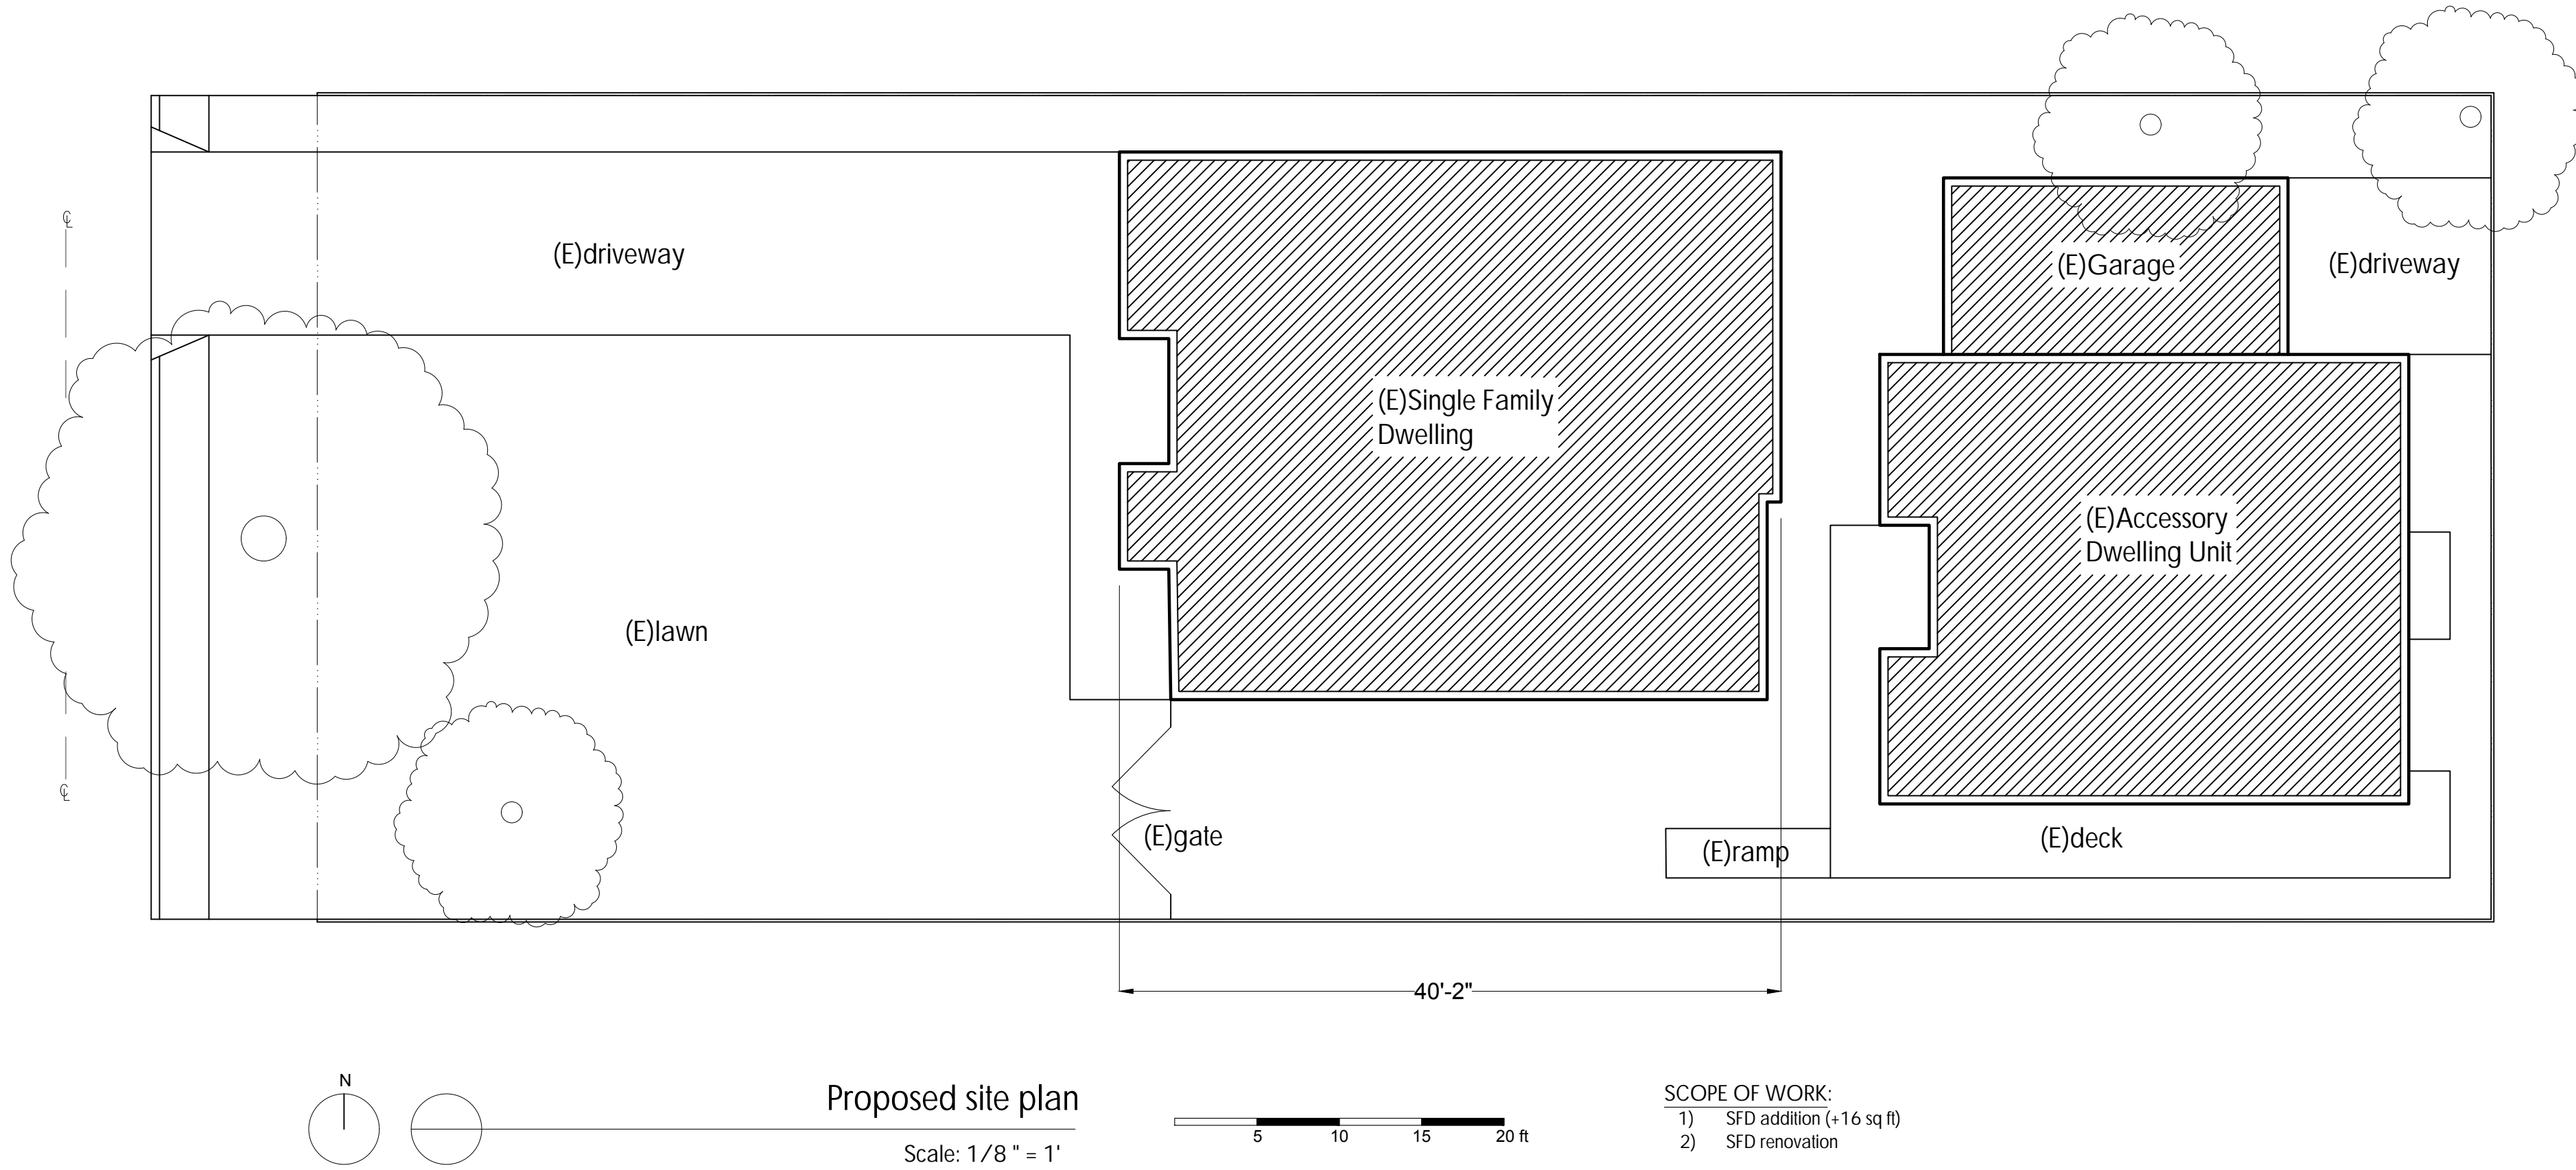 ℄
(E)driveway
(E)Garage
(E)driveway
(E)Single Family
Dwelling
(E)Accessory
Dwelling Unit
(E)lawn
℄
(E)gate
(E)ramp
(E)deck
40'-2"
N
Proposed site plan
Scale: 1/8 " = 1'
5 10 15 20 ft
SCOPE OF WORK:
1) SFD addition (+16 sq ft)
2) SFD renovation